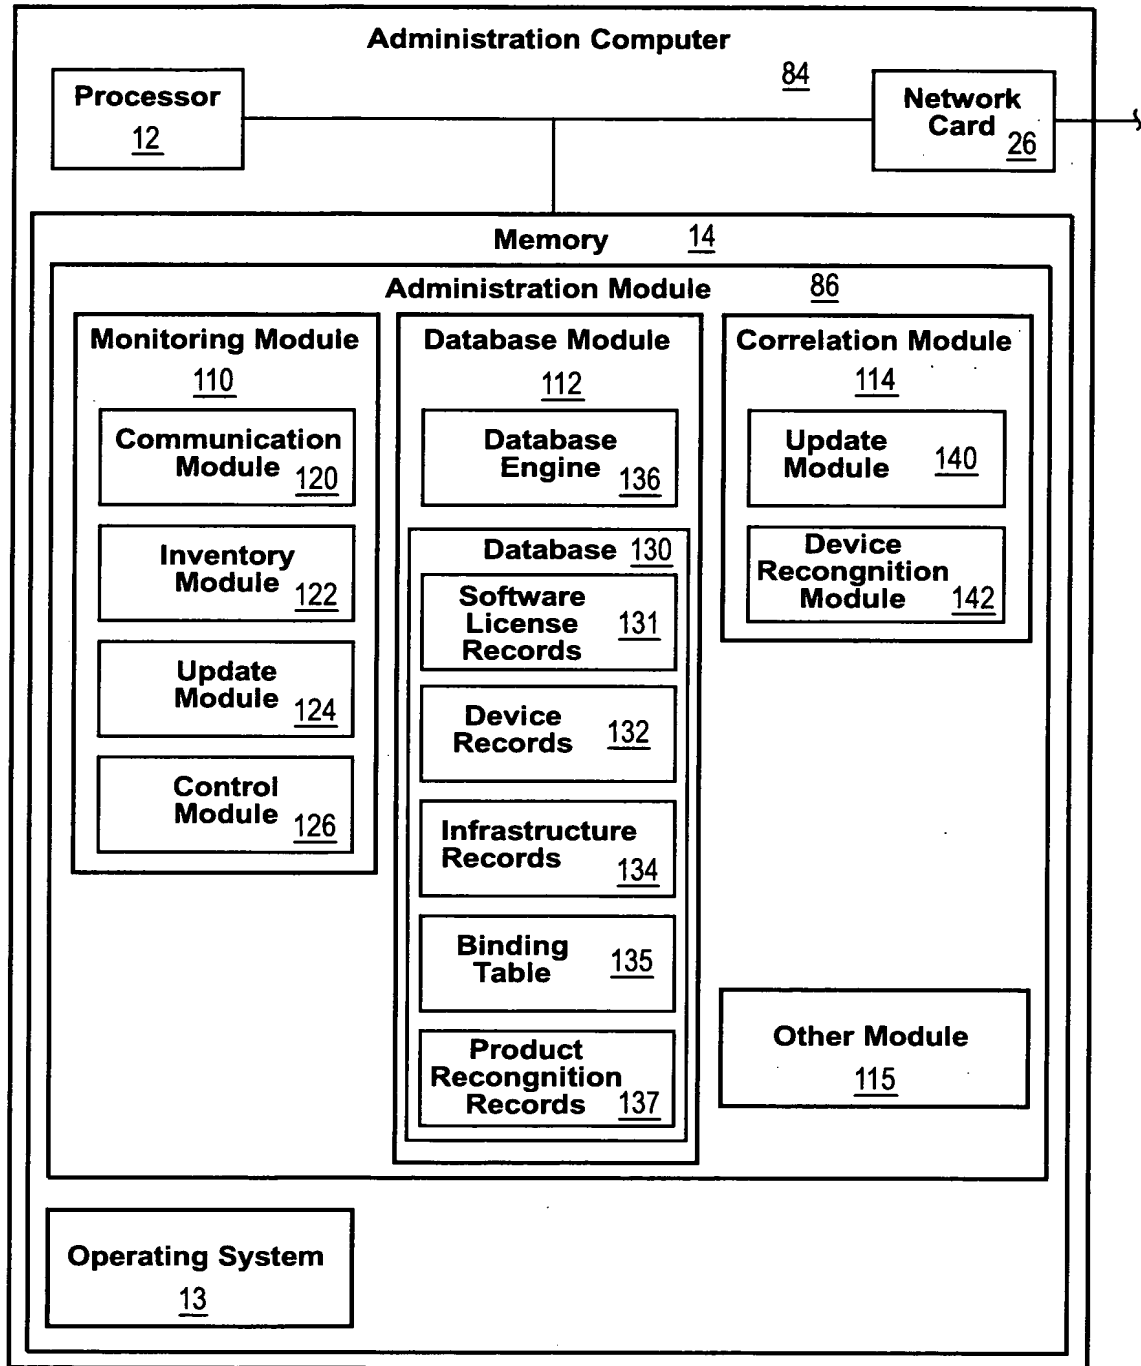 Administration Computer
84
Processor
12
Network
Card
26
Memory 14
Administration Module 86
Monitoring Module
110
Communication
Module
120
Inventory
Module
122
Update
Module
124
Control
Module
126
Database Module
112
Database
Engine
136
Database 130
Software
License
Records
131
Device
Records
132
Infrastructure
Records
134
Binding
Table
135
Product
Recongnition
Records
137
Correlation Module
114
Update
Module
140
Device
Recongnition
Module
142
Other Module
115
Operating System
13